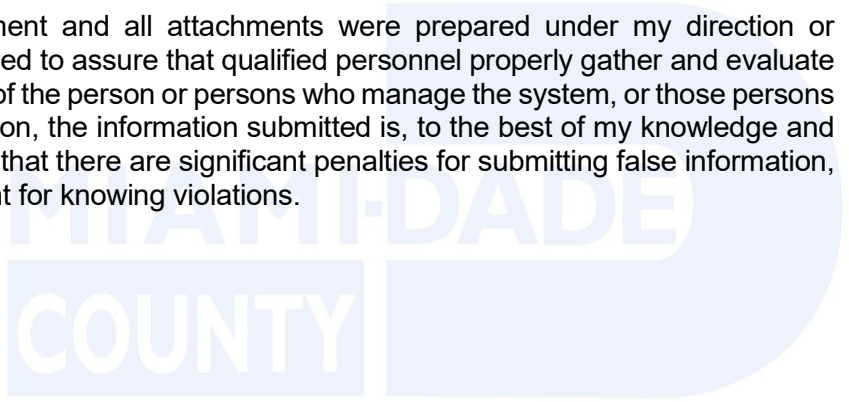 ment and all attachments were prepared under my direction or
ed to assure that qualified personnel properly gather and evaluate
of the person or persons who manage the system, or those persons
on, the information submitted is, to the best of my knowledge and
that there are significant penalties for submitting false information,
t for knowing violations.
MIAMI-DADE
COUNTY